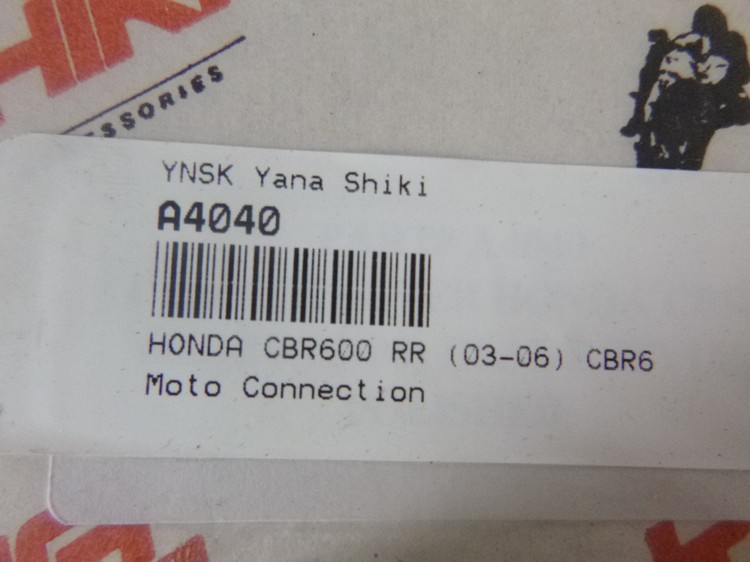 SSORIES
YNSK Yana Shiki
A4040
HONDA CBR600 RR (03-06) CBR6
Moto Connection